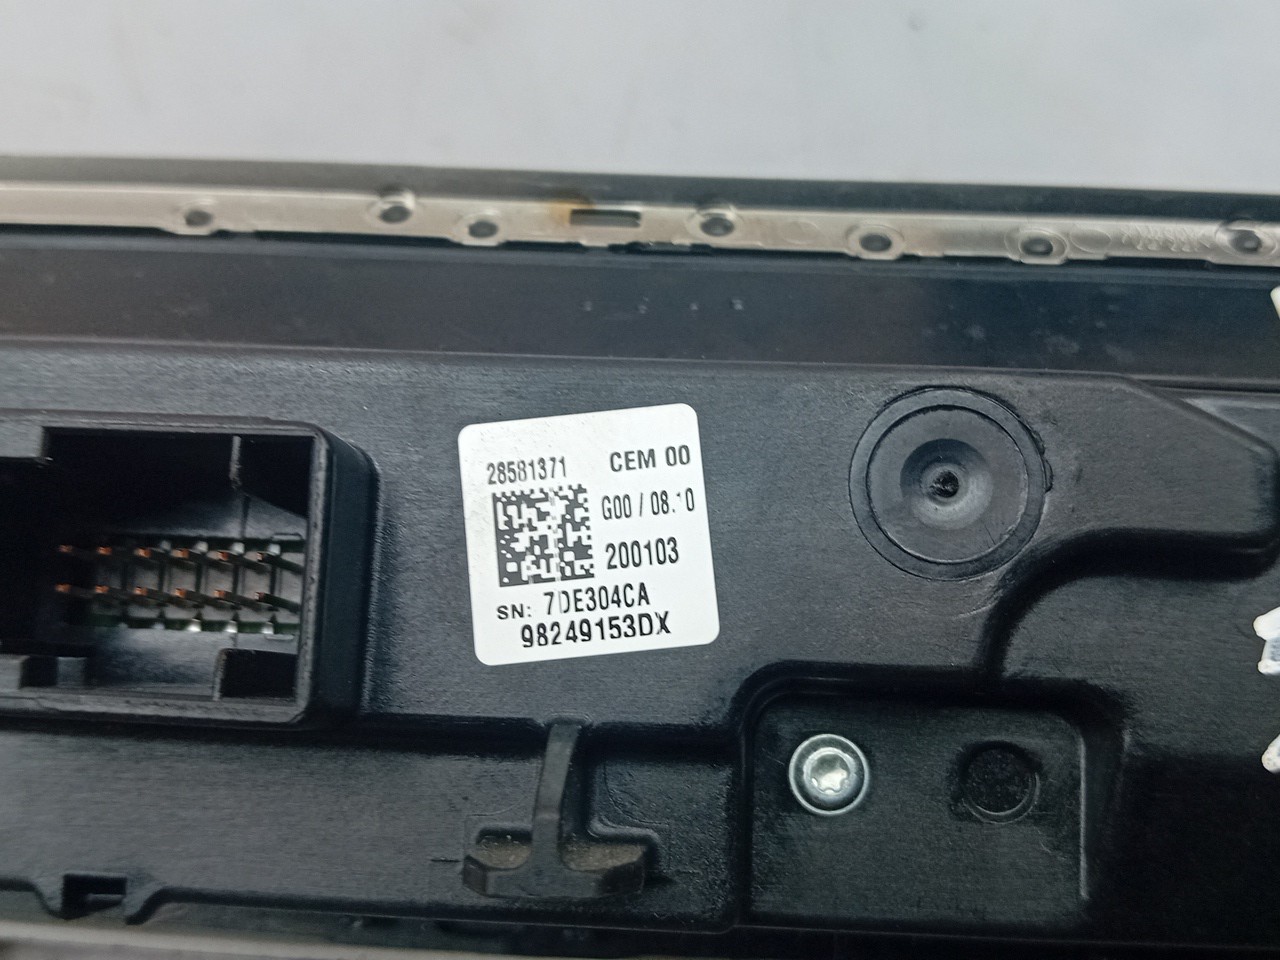 28581371 CEM 00
G00 / 08.10
200103
SN: 7DE304CA
98249153DX